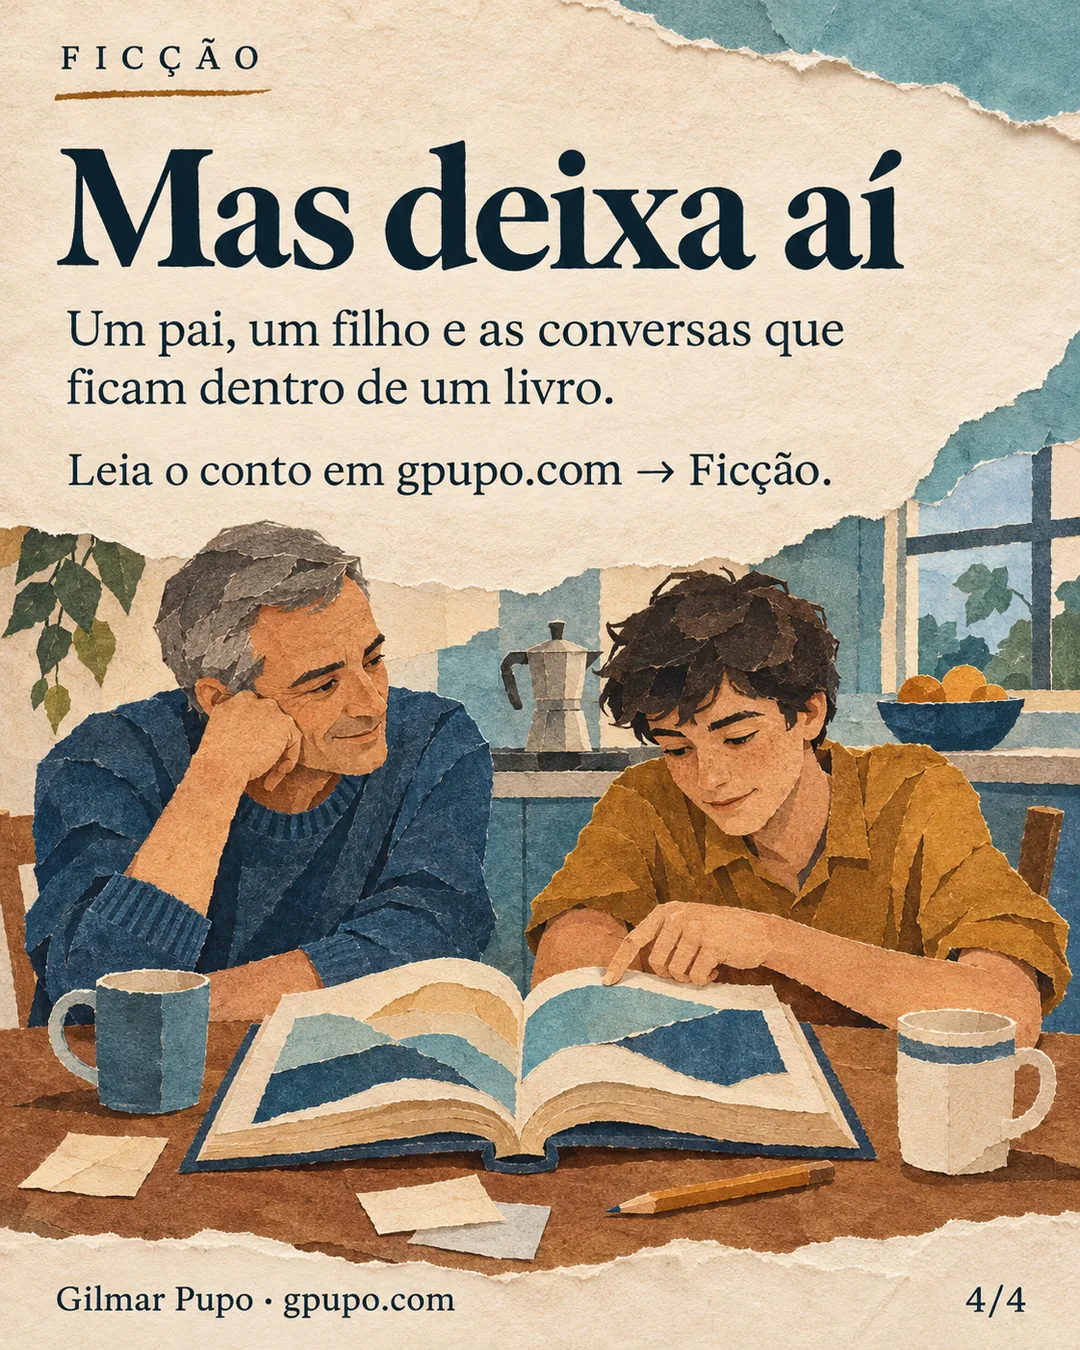 FICÇÃO
Mas deixa aí
Um pai, um filho e as conversas que
ficam dentro de um livro.
Leia o conto em gpupo.com → Ficção.
Gilmar Pupo · gpupo.com
4/4